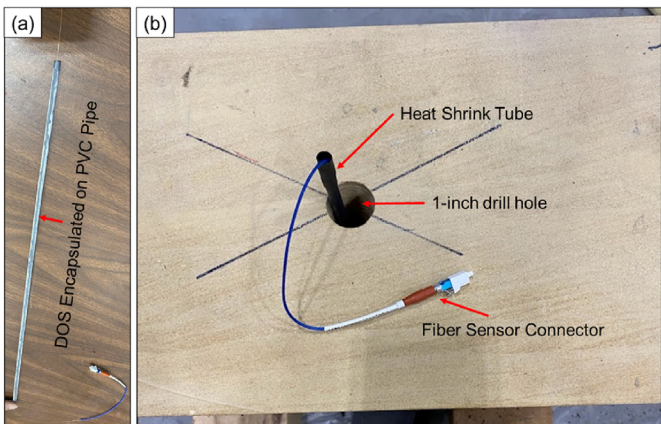 (a)
DOS Encapsulated on PVC Pipe
(b)
Heat Shrink Tube
1-inch drill hole
Fiber Sensor Connector